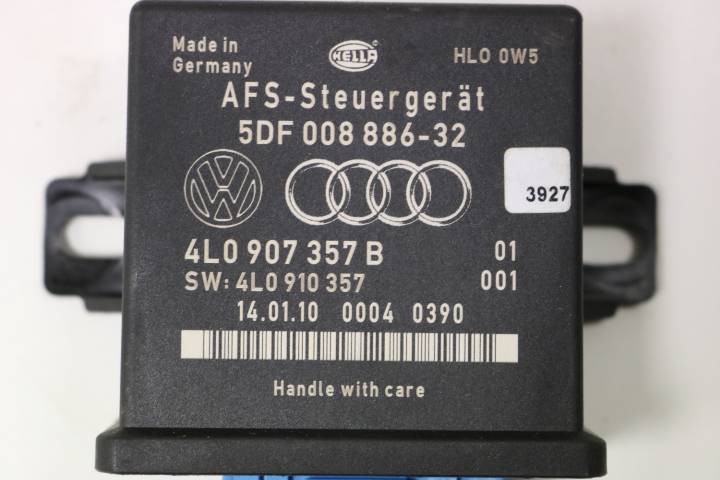 Made in
Germany
HELLA
HLO 0W5
AFS-Steuergerät
5DF 008 886-32
3927
4L0 907 357 B 01
SW: 4L0 910 357 001
14.01.10 0004 0390
Handle with care